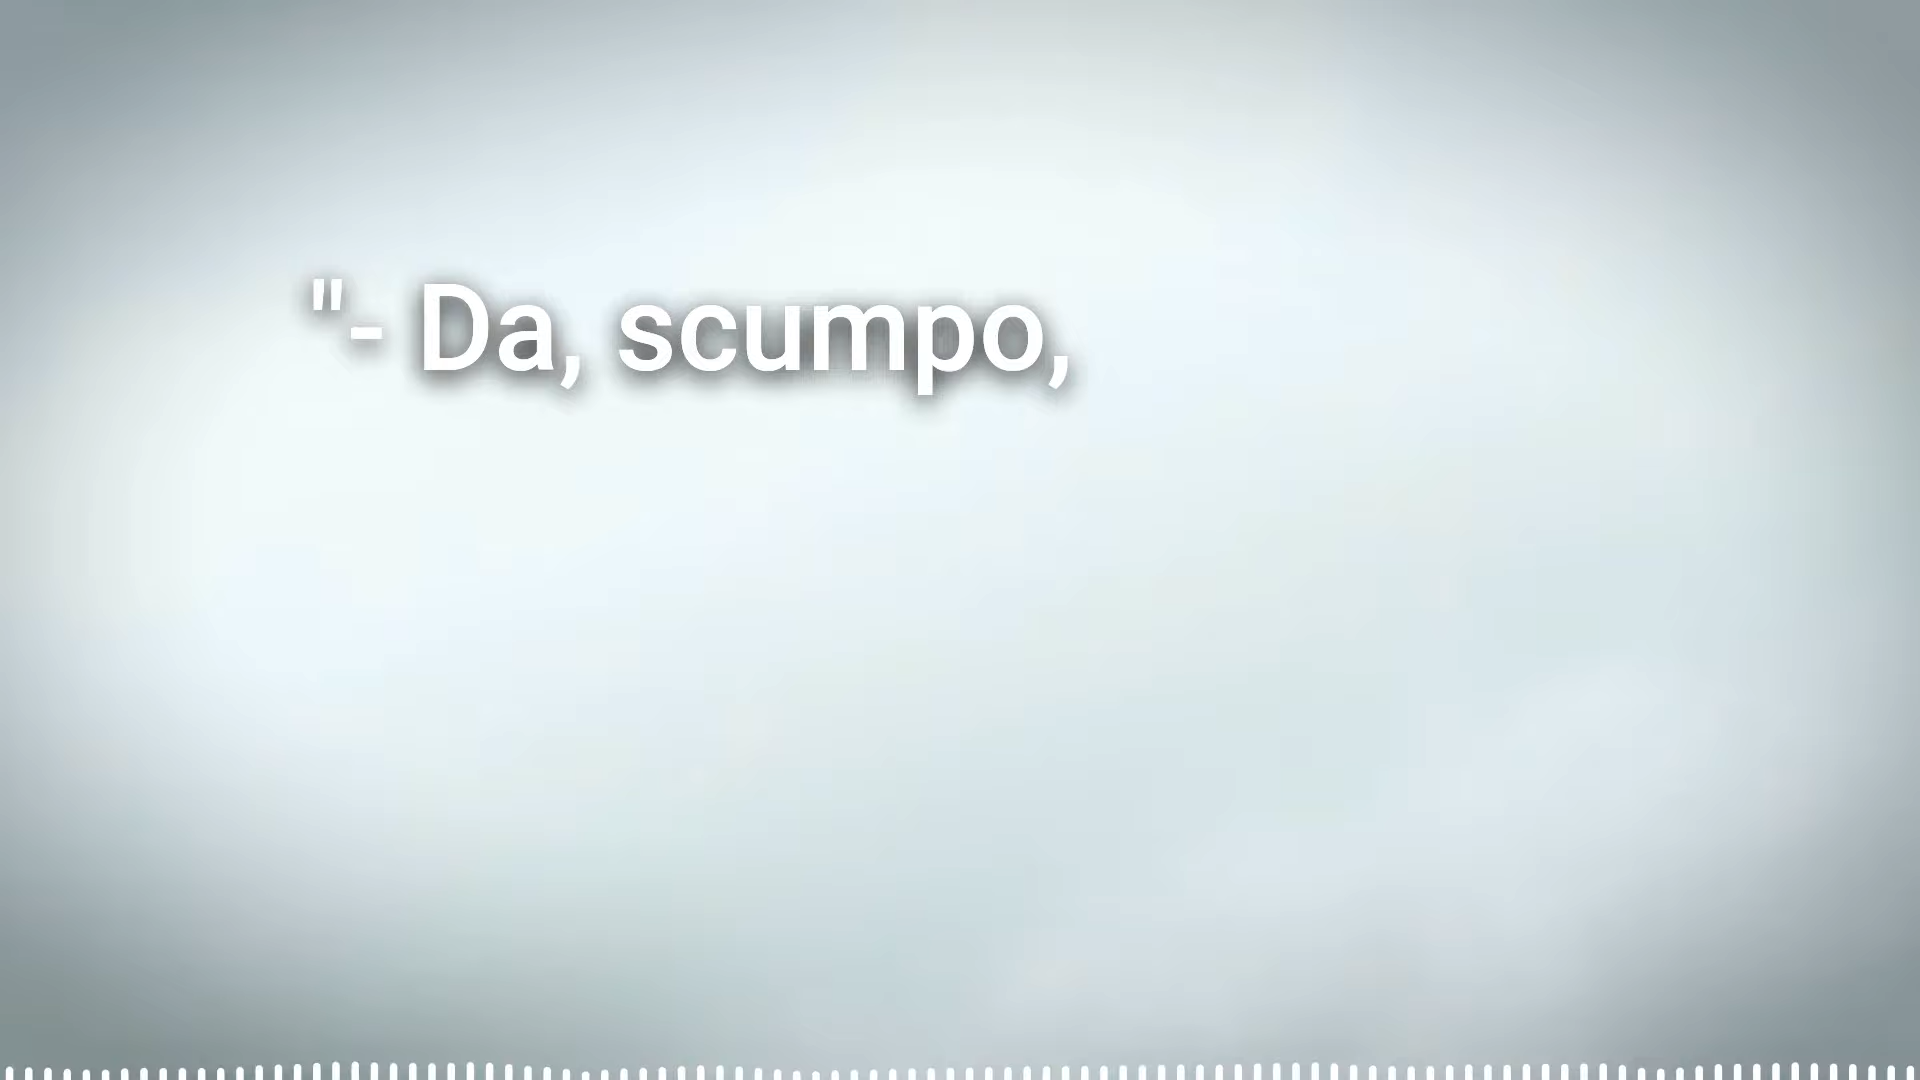 "- Da, scumpo,